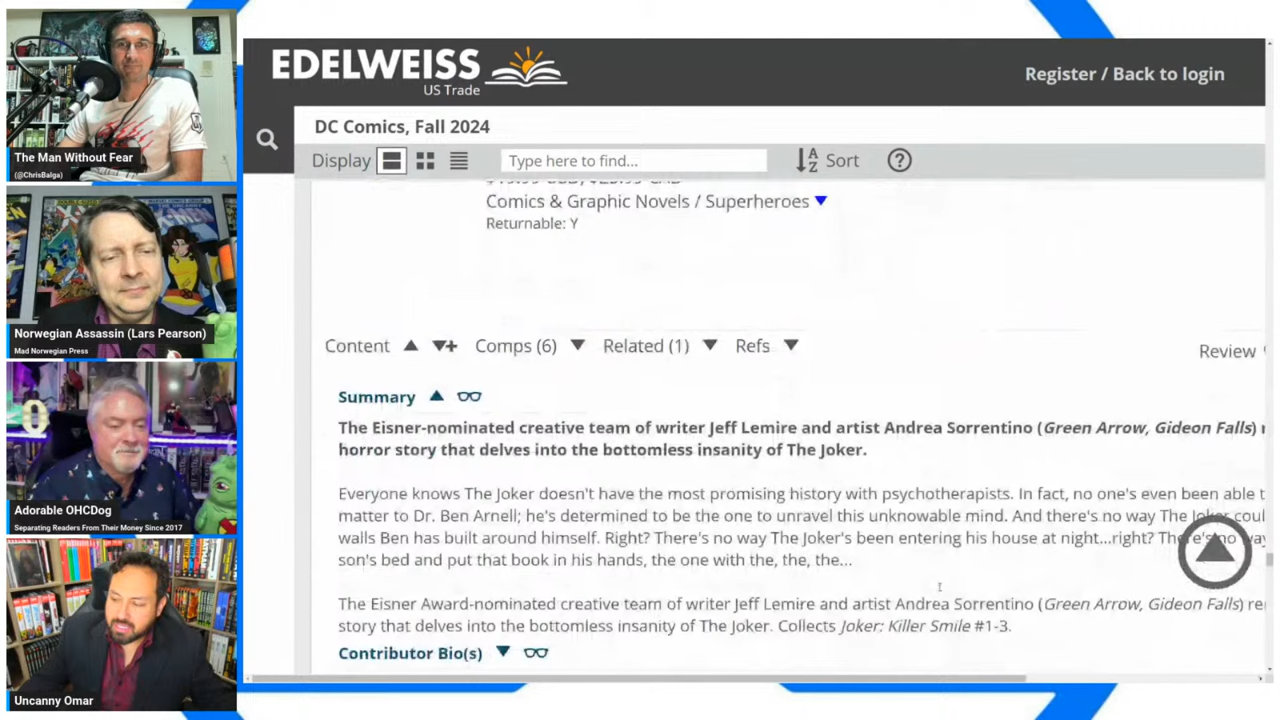 The Man Without Fear
(@ChrisBalga)
Norwegian Assassin (Lars Pearson)
Mad Norwegian Press
Adorable OHCDog
Separating Readers From Their Money Since 2017
Uncanny Omar
EDELWEISS
US Trade
Register / Back to login
DC Comics, Fall 2024
Display
Type here to find...
A
Z
Sort
?
Comics & Graphic Novels / Superheroes
Returnable: Y
Content
Comps (6)
Related (1)
Refs
Review
Summary
The Eisner-nominated creative team of writer Jeff Lemire and artist Andrea Sorrentino (Green Arrow, Gideon Falls)
horror story that delves into the bottomless insanity of The Joker.
Everyone knows The Joker doesn't have the most promising history with psychotherapists. In fact, no one's even been able
matter to Dr. Ben Arnell; he's determined to be the one to unravel this unknowable mind. And there's no way The Joker
walls Ben has built around himself. Right? There's no way The Joker's been entering his house at night...right? There's no
son's bed and put that book in his hands, the one with the, the, the...
The Eisner Award-nominated creative team of writer Jeff Lemire and artist Andrea Sorrentino (Green Arrow, Gideon Falls)
story that delves into the bottomless insanity of The Joker. Collects Joker: Killer Smile #1-3.
Contributor Bio(s)